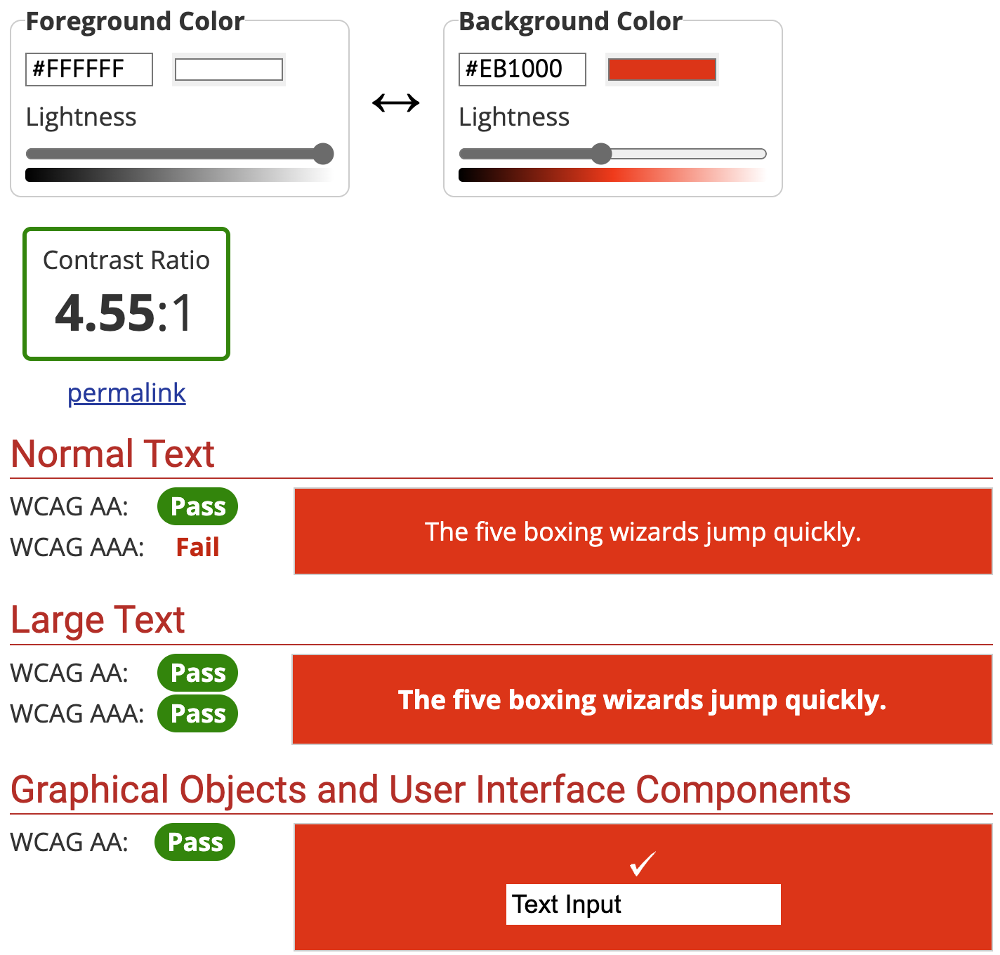 Foreground Color
#FFFFFF
Lightness
Background Color
#EB1000
Lightness
Contrast Ratio
4.55:1
permalink
Normal Text
WCAG AA: Pass
WCAG AAA: Fail
The five boxing wizards jump quickly.
Large Text
WCAG AA: Pass
WCAG AAA: Pass
The five boxing wizards jump quickly.
Graphical Objects and User Interface Components
WCAG AA: Pass
Text Input